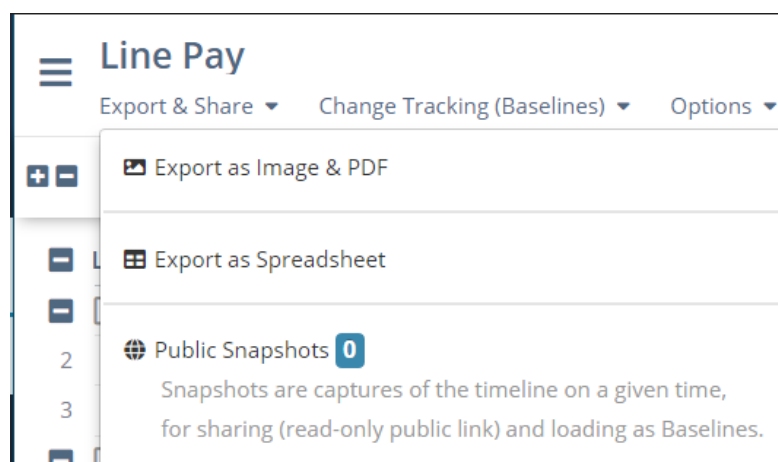 Line Pay
Export & Share
Change Tracking (Baselines)
Options
Export as Image & PDF
Export as Spreadsheet
Public Snapshots 0
Snapshots are captures of the timeline on a given time,
for sharing (read-only public link) and loading as Baselines.
2
3